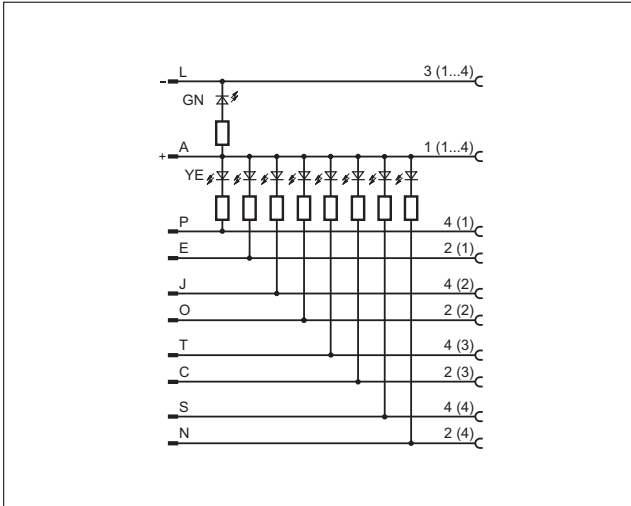 - L 3 (1...4)
GN
+ A 1 (1...4)
YE
P 4 (1)
E 2 (1)
J 4 (2)
O 2 (2)
T 4 (3)
C 2 (3)
S 4 (4)
N 2 (4)